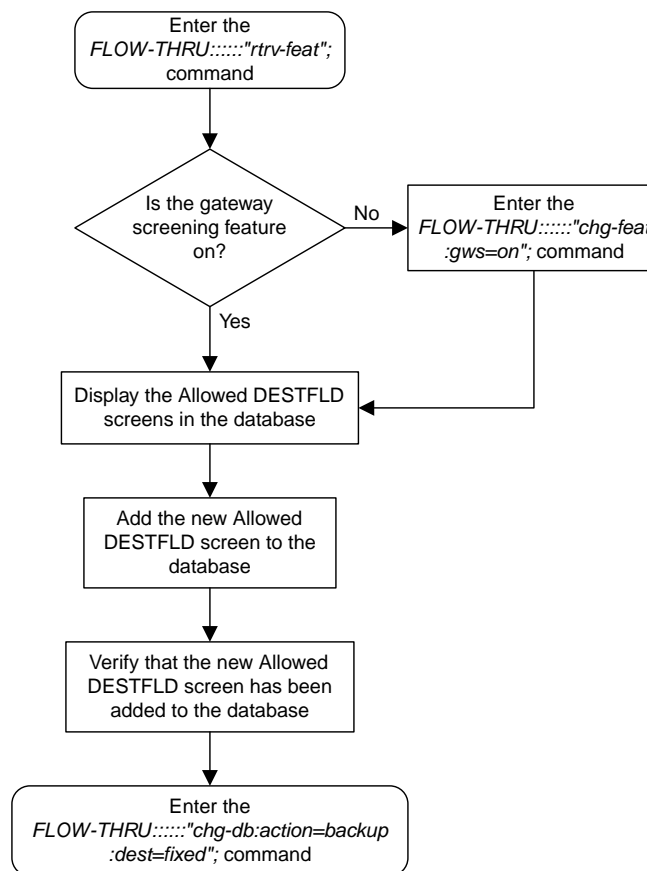 Enter the
FLOW-THRU::::::"rtrv-feat";
command
Is the gateway
screening feature
on?
No
Enter the
FLOW-THRU::::::"chg-feat
:gws=on"; command
Yes
Display the Allowed DESTFLD
screens in the database
Add the new Allowed
DESTFLD screen to the
database
Verify that the new Allowed
DESTFLD screen has been
added to the database
Enter the
FLOW-THRU::::::"chg-db:action=backup
:dest=fixed"; command